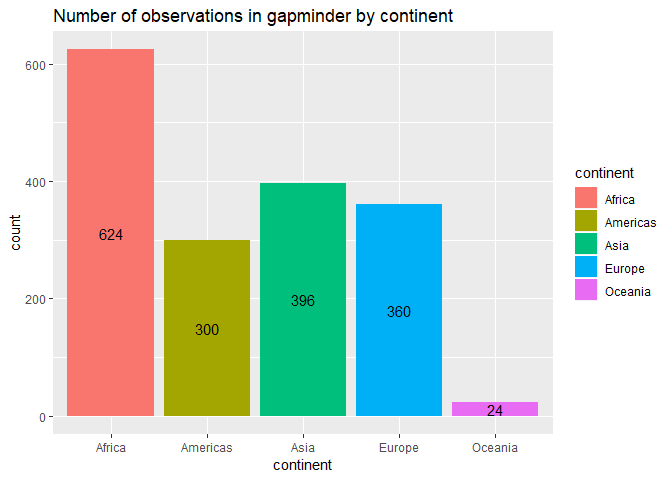 Number of observations in gapminder by continent
600
400
200
0
count
624
300
396
360
24
Africa Americas Asia Europe Oceania
continent
continent
Africa
Americas
Asia
Europe
Oceania